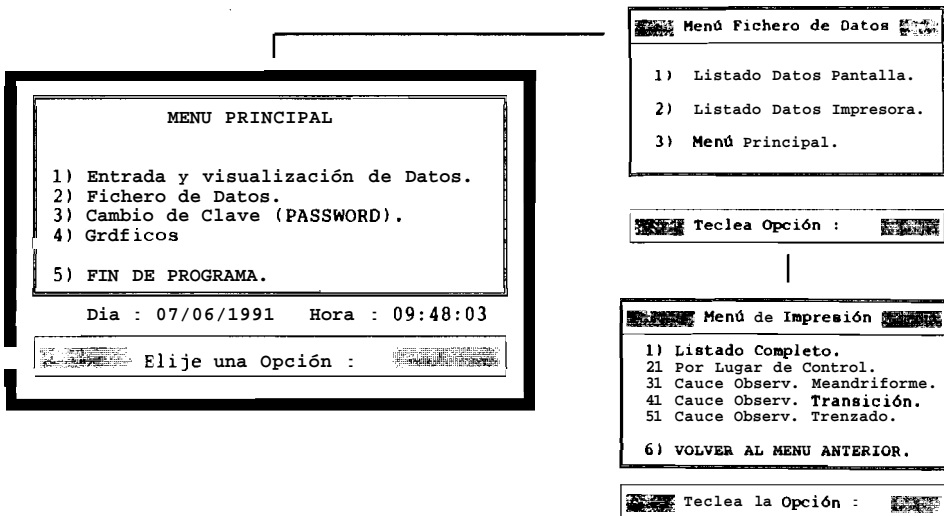 MENU PRINCIPAL
1) Entrada y visualización de Datos.
2) Fichero de Datos.
3) Cambio de Clave (PASSWORD).
4) Grdficos
5) FIN DE PROGRAMA.
Dia : 07/06/1991 Hora : 09:48:03
Elije una Opción :
Menú Fichero de Datos
1) Listado Datos Pantalla.
2) Listado Datos Impresora.
3) Menú Principal.
Teclea Opción :
Menú de Impresión
1) Listado Completo.
21 Por Lugar de Control.
31 Cauce Observ. Meandriforme.
41 Cauce Observ. Transición.
51 Cauce Observ. Trenzado.
6) VOLVER AL MENU ANTERIOR.
Teclea la Opción :